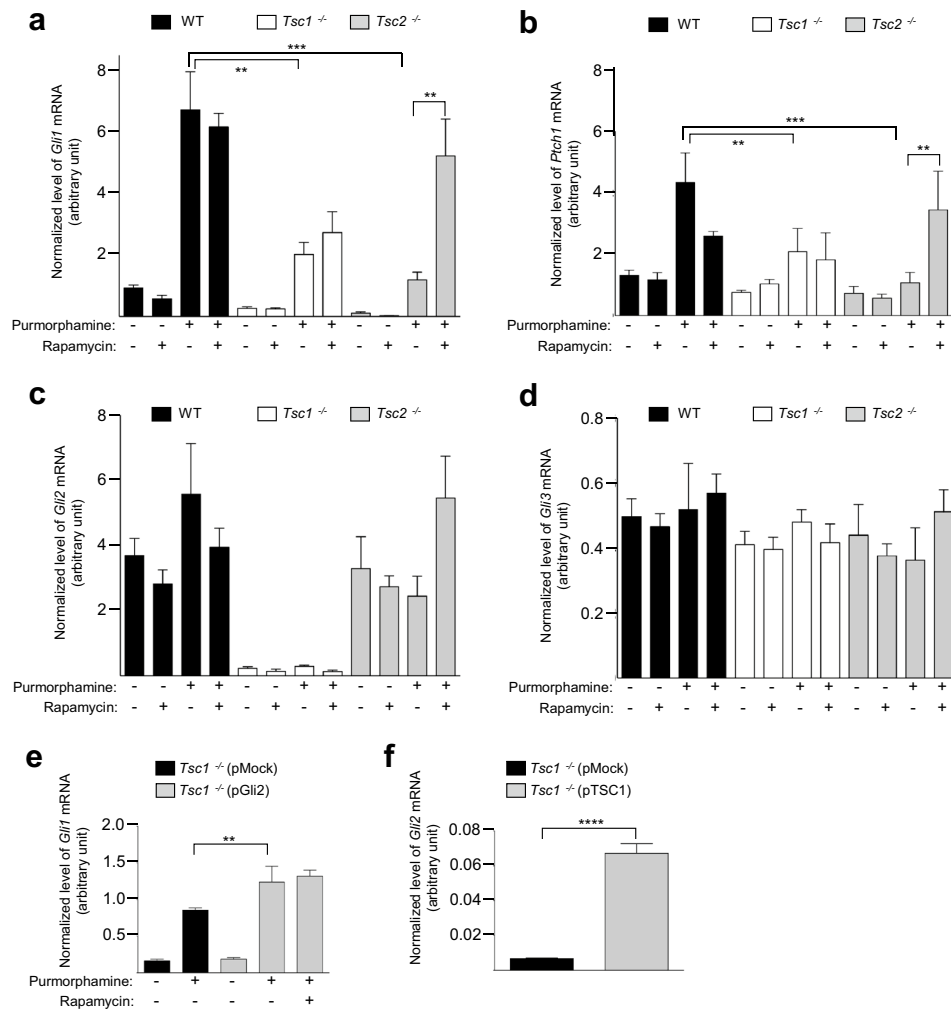 a
WT Tsc1 -/- Tsc2 -/-
***
**
**
Normalized level of Gli1 mRNA
(arbitrary unit)
8
6
4
2
Purmorphamine: - - + + - - + + - - + +
Rapamycin: - + - + - + - + - + - +
b
WT Tsc1 -/- Tsc2 -/-
***
**
**
Normalized level of Ptch1 mRNA
(arbitrary unit)
8
6
4
2
Purmorphamine: - - + + - - + + - - + +
Rapamycin: - + - + - + - + - + - +
c
WT Tsc1 -/- Tsc2 -/-
Normalized level of Gli2 mRNA
(arbitrary unit)
8
6
4
2
Purmorphamine: - - + + - - + + - - + +
Rapamycin: - + - + - + - + - + - +
d
WT Tsc1 -/- Tsc2 -/-
Normalized level of Gli3 mRNA
(arbitrary unit)
0.8
0.6
0.4
0.2
Purmorphamine: - - + + - - + + - - + +
Rapamycin: - + - + - + - + - + - +
e
Tsc1 -/- (pMock)
Tsc1 -/- (pGli2)
**
Normalized level of Gli1 mRNA
(arbitrary unit)
2.0
1.5
1.0
0.5
Purmorphamine: - + - + +
Rapamycin: - - - - +
f
Tsc1 -/- (pMock)
Tsc1 -/- (pTSC1)
****
Normalized level of Gli2 mRNA
(arbitrary unit)
0.08
0.06
0.04
0.02